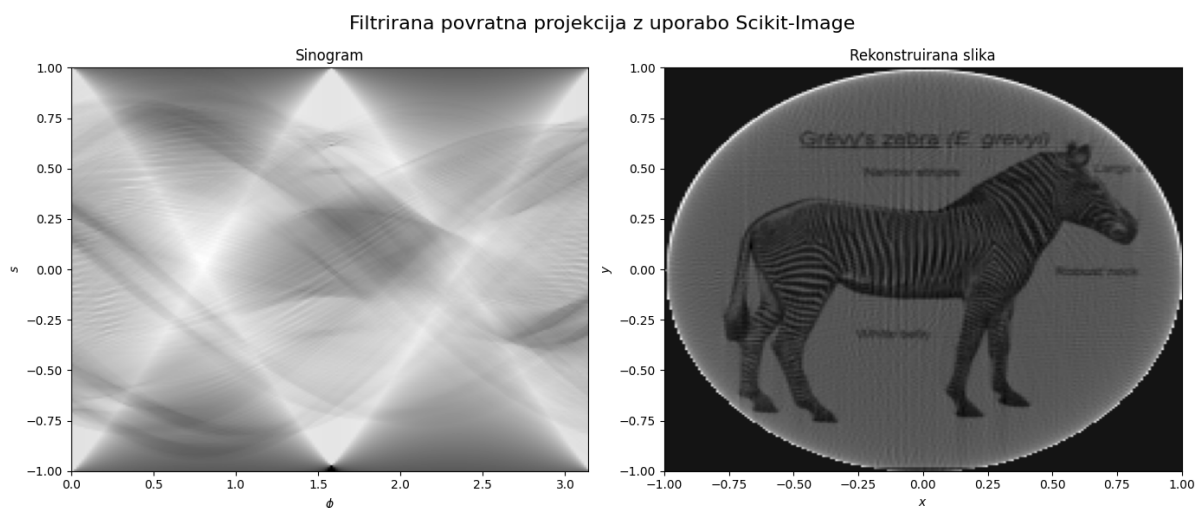 Filtrirana povratna projekcija z uporabo Scikit-Image
Sinogram
1.00
0.75
0.50
0.25
0.00
−0.25
−0.50
−0.75
−1.00
s
0.0 0.5 1.0 1.5 2.0 2.5 3.0
ϕ
Rekonstruirana slika
1.00
0.75
0.50
0.25
0.00
−0.25
−0.50
−0.75
−1.00
y
Grévy's zebra (E. grevyi)
Narrow stripes
Large
Robust neck
White belly
−1.00 −0.75 −0.50 −0.25 0.00 0.25 0.50 0.75 1.00
x